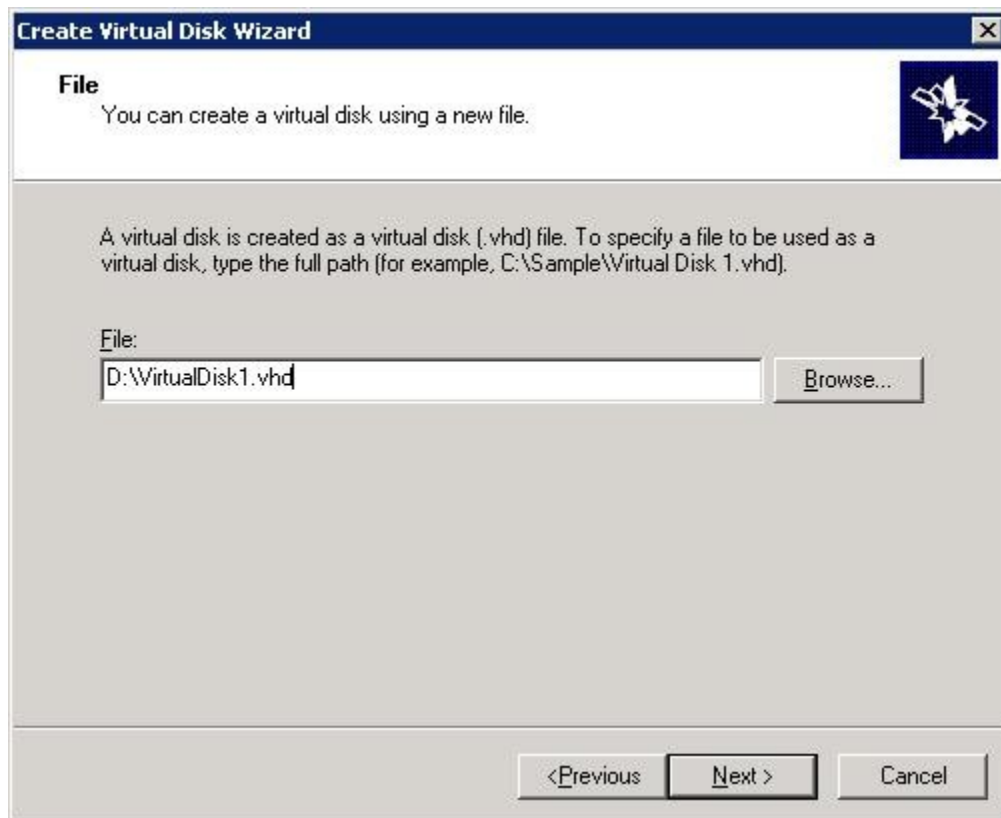 Create Virtual Disk Wizard
File
You can create a virtual disk using a new file.
A virtual disk is created as a virtual disk (.vhd) file. To specify a file to be used as a
virtual disk, type the full path (for example, C:\Sample\Virtual Disk 1.vhd).
File:
D:\VirtualDisk1.vhd
Browse...
<Previous
Next >
Cancel